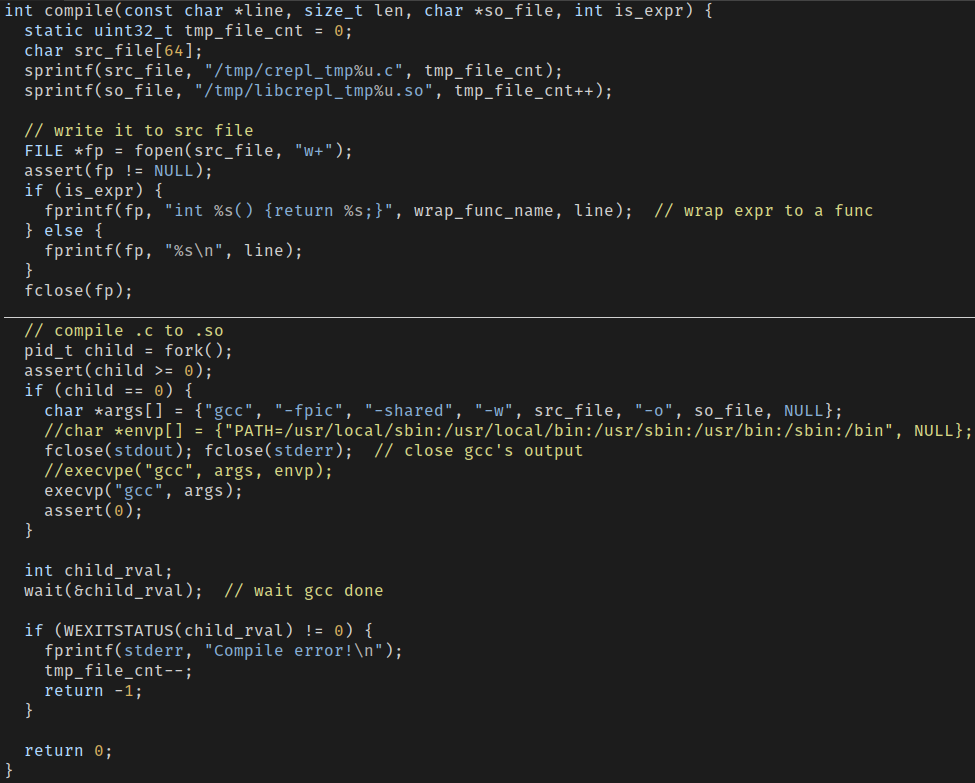 int compile(const char *line, size_t len, char *so_file, int is_expr) {
  static uint32_t tmp_file_cnt = 0;
  char src_file[64];
  sprintf(src_file, "/tmp/crepl_tmp%u.c", tmp_file_cnt);
  sprintf(so_file, "/tmp/libcrepl_tmp%u.so", tmp_file_cnt++);

  // write it to src file
  FILE *fp = fopen(src_file, "w+");
  assert(fp != NULL);
  if (is_expr) {
    fprintf(fp, "int %s() {return %s;}", wrap_func_name, line);  // wrap expr to a func
  } else {
    fprintf(fp, "%s\n", line);
  }
  fclose(fp);

  // compile .c to .so
  pid_t child = fork();
  assert(child >= 0);
  if (child == 0) {
    char *args[] = {"gcc", "-fpic", "-shared", "-w", src_file, "-o", so_file, NULL};
    //char *envp[] = {"PATH=/usr/local/sbin:/usr/local/bin:/usr/sbin:/usr/bin:/sbin:/bin", NULL};
    fclose(stdout); fclose(stderr);  // close gcc's output
    //execvpe("gcc", args, envp);
    execvp("gcc", args);
    assert(0);
  }

  int child_rval;
  wait(&child_rval);  // wait gcc done

  if (WEXITSTATUS(child_rval) != 0) {
    fprintf(stderr, "Compile error!\n");
    tmp_file_cnt--;
    return -1;
  }

  return 0;
}